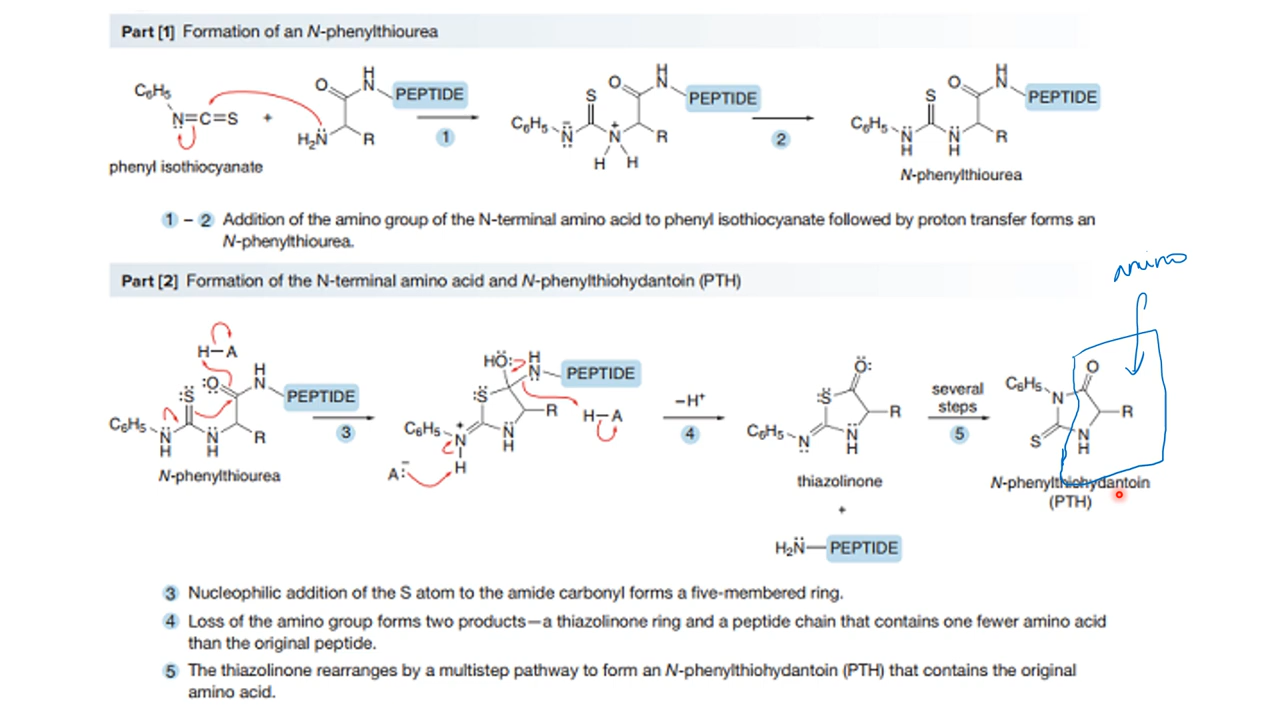 Part [1] Formation of an N-phenylthiourea
C₆H₅
N=C=S
+
H₂N
O
H
N
PEPTIDE
R
1
phenyl isothiocyanate
S
O
H
N
PEPTIDE
C₆H₅
N
N
+
R
H H
2
S
O
H
N
PEPTIDE
C₆H₅
N
H
N
H
R
N-phenylthiourea
1 – 2 Addition of the amino group of the N-terminal amino acid to phenyl isothiocyanate followed by proton transfer forms an
N-phenylthiourea.
amino
Part [2] Formation of the N-terminal amino acid and N-phenylthiohydantoin (PTH)
H—A
:O
H
N
PEPTIDE
:S
C₆H₅
N
H
N
H
R
N-phenylthiourea
3
HÖ:
H
N
PEPTIDE
:S
R
H—A
C₆H₅
+
N
N
H
A:⁻
H
−H⁺
4
Ö:
:S
R
C₆H₅
N
N
H
thiazolinone
+
H₂N—PEPTIDE
several
steps
5
O
C₆H₅
N
R
S
N
H
N-phenylthiohydantoin
(PTH)
3 Nucleophilic addition of the S atom to the amide carbonyl forms a five-membered ring.
4 Loss of the amino group forms two products—a thiazolinone ring and a peptide chain that contains one fewer amino acid
than the original peptide.
5 The thiazolinone rearranges by a multistep pathway to form an N-phenylthiohydantoin (PTH) that contains the original
amino acid.